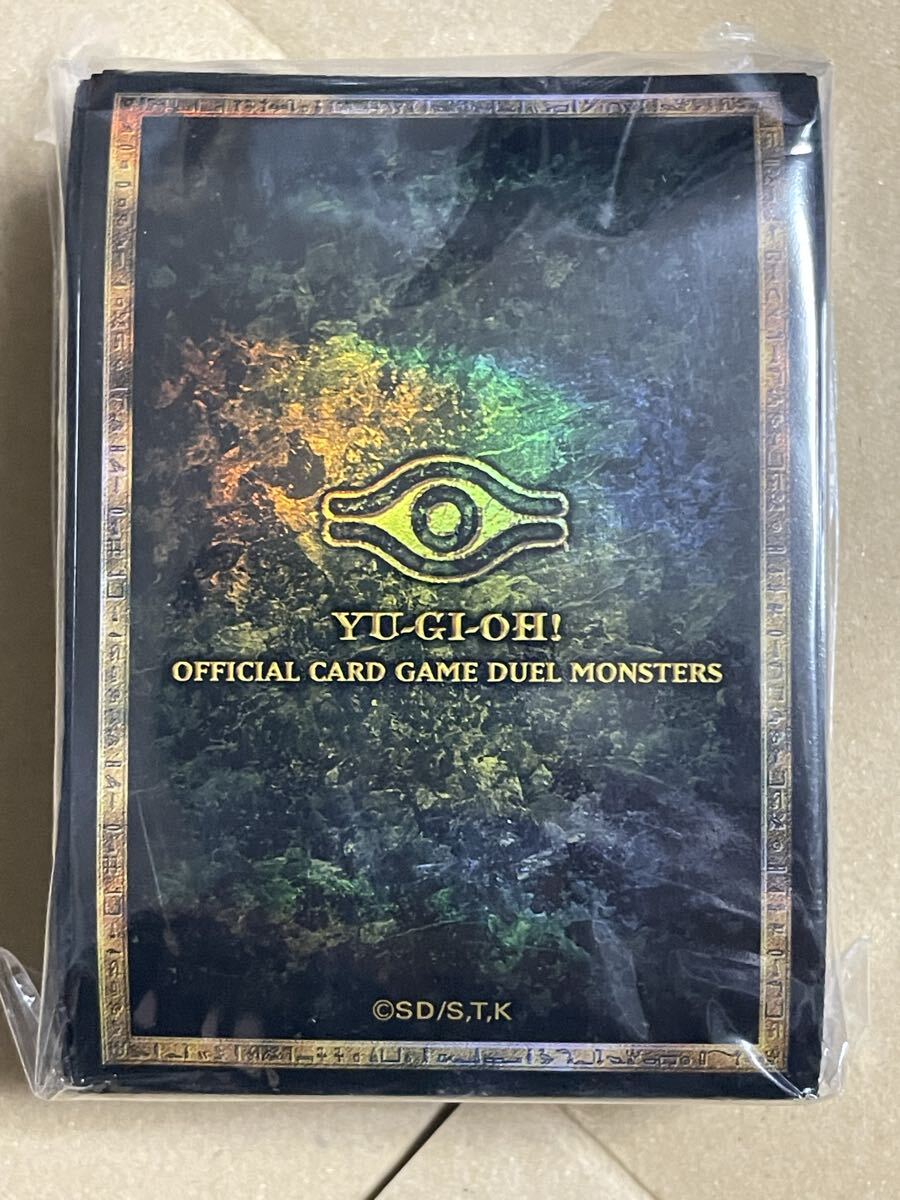 YU-GI-OH!
OFFICIAL CARD GAME DUEL MONSTERS
©SD/S,T,K